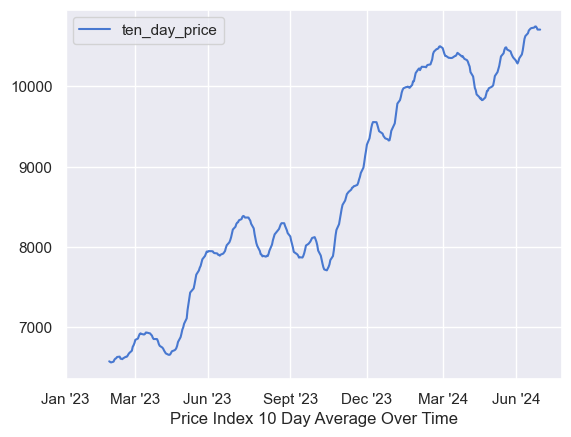 ten_day_price
10000
9000
8000
7000
Jan '23 Mar '23 Jun '23 Sept '23 Dec '23 Mar '24 Jun '24
Price Index 10 Day Average Over Time